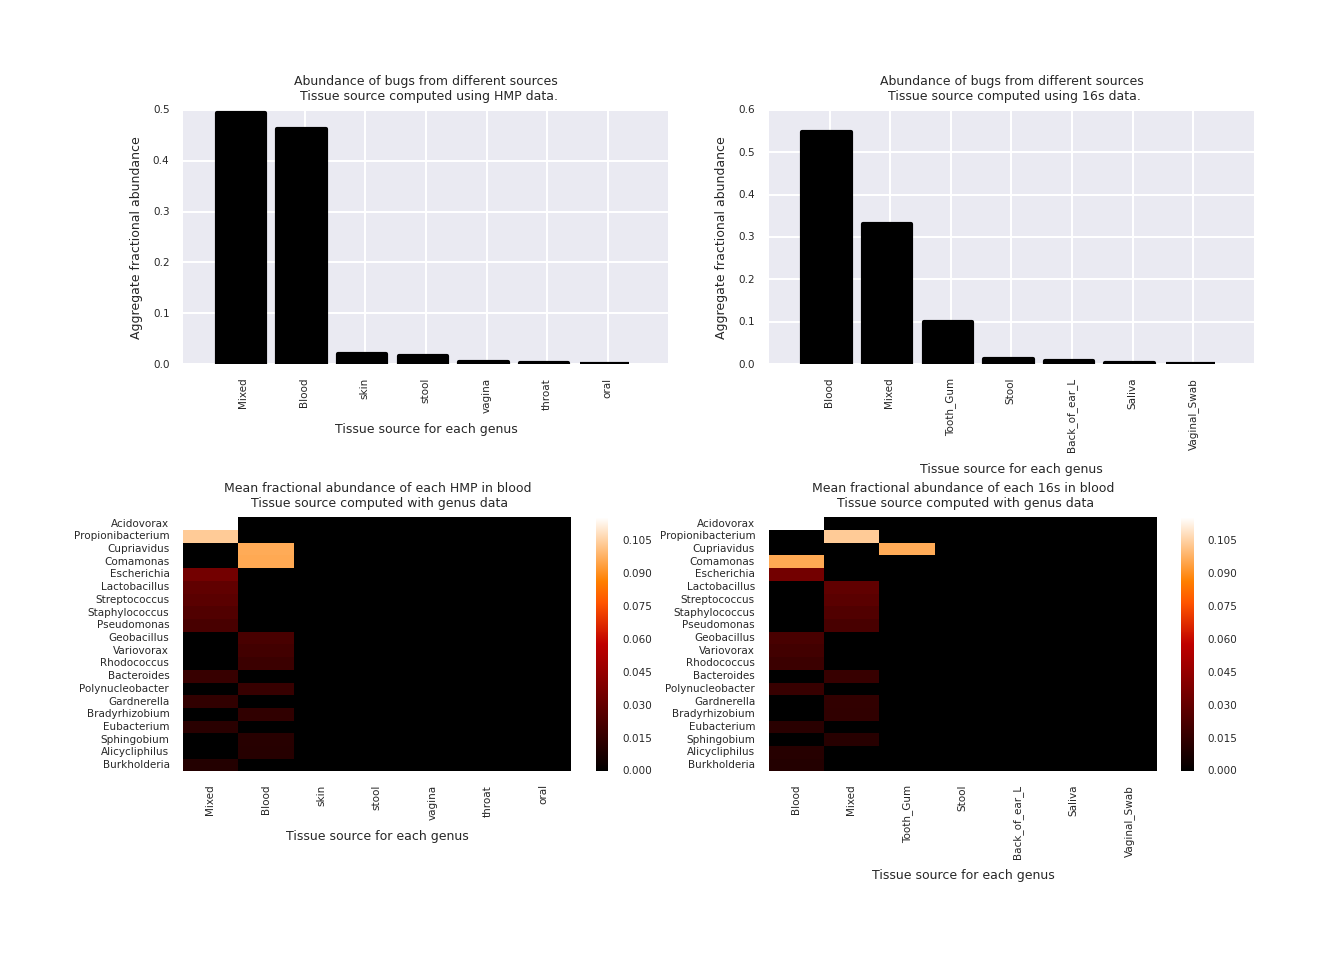 Abundance of bugs from different sources
Tissue source computed using HMP data.
Aggregate fractional abundance
0.5
0.4
0.3
0.2
0.1
0.0
Mixed
Blood
skin
stool
vagina
throat
oral
Tissue source for each genus
Abundance of bugs from different sources
Tissue source computed using 16s data.
Aggregate fractional abundance
0.6
0.5
0.4
0.3
0.2
0.1
0.0
Blood
Mixed
Tooth_Gum
Stool
Back_of_ear_L
Saliva
Vaginal_Swab
Tissue source for each genus
Mean fractional abundance of each HMP in blood
Tissue source computed with genus data
Acidovorax
Propionibacterium
Cupriavidus
Comamonas
Escherichia
Lactobacillus
Streptococcus
Staphylococcus
Pseudomonas
Geobacillus
Variovorax
Rhodococcus
Bacteroides
Polynucleobacter
Gardnerella
Bradyrhizobium
Eubacterium
Sphingobium
Alicycliphilus
Burkholderia
Mixed
Blood
skin
stool
vagina
throat
oral
Tissue source for each genus
0.105
0.090
0.075
0.060
0.045
0.030
0.015
0.000
Mean fractional abundance of each 16s in blood
Tissue source computed with genus data
Acidovorax
Propionibacterium
Cupriavidus
Comamonas
Escherichia
Lactobacillus
Streptococcus
Staphylococcus
Pseudomonas
Geobacillus
Variovorax
Rhodococcus
Bacteroides
Polynucleobacter
Gardnerella
Bradyrhizobium
Eubacterium
Sphingobium
Alicycliphilus
Burkholderia
Blood
Mixed
Tooth_Gum
Stool
Back_of_ear_L
Saliva
Vaginal_Swab
Tissue source for each genus
0.105
0.090
0.075
0.060
0.045
0.030
0.015
0.000